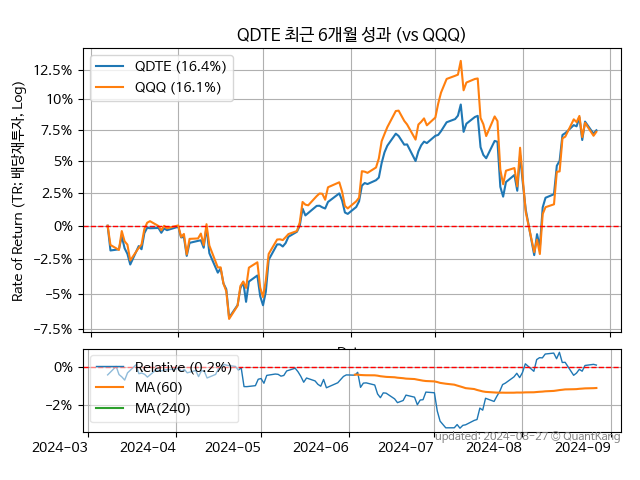 QDTE 최근 6개월 성과 (vs QQQ)
Rate of Return (TR: 배당재투자, Log)
12.5%
10%
7.5%
5%
2.5%
0%
−2.5%
−5%
−7.5%
QDTE (16.4%)
QQQ (16.1%)
0%
−2%
Relative (0.2%)
MA(60)
MA(240)
updated: 2024-08-27 © QuantKang
2024-03
2024-04
2024-05
2024-06
2024-07
2024-08
2024-09